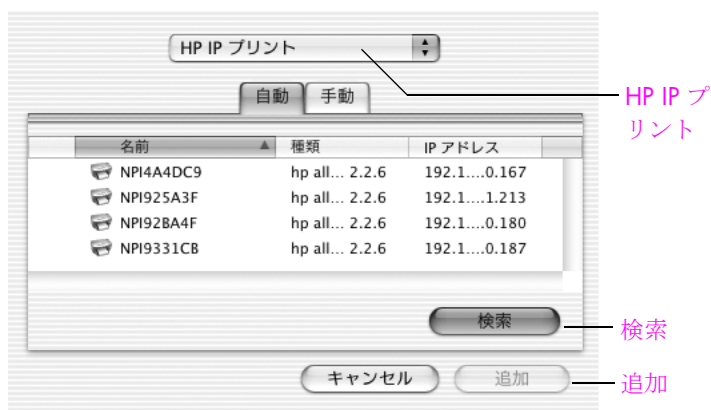 HP IP プリント
自動 手動
HP IP プ
リント
名前 種類 IP アドレス
NPI4A4DC9 hp all... 2.2.6 192.1....0.167
NPI925A3F hp all... 2.2.6 192.1....1.213
NPI92BA4F hp all... 2.2.6 192.1....0.180
NPI9331CB hp all... 2.2.6 192.1....0.187
検索 検索
キャンセル 追加 追加